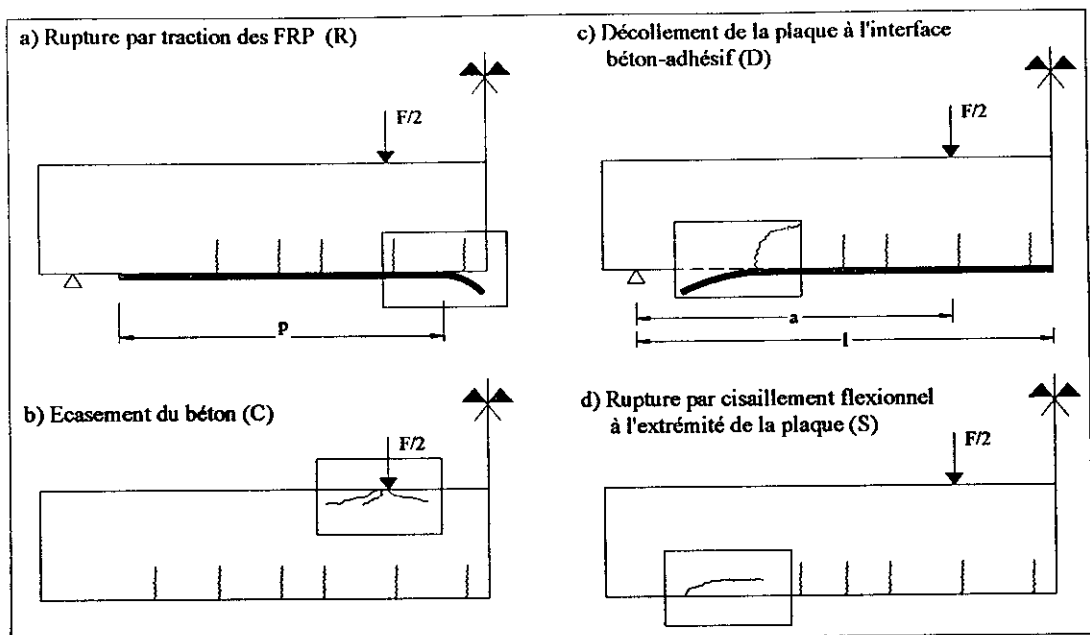 a) Rupture par traction des FRP (R)
F/2
P
b) Ecasement du béton (C)
F/2
c) Décollement de la plaque à l'interface
béton-adhésif (D)
F/2
a
l
d) Rupture par cisaillement flexionnel
à l'extrémité de la plaque (S)
F/2